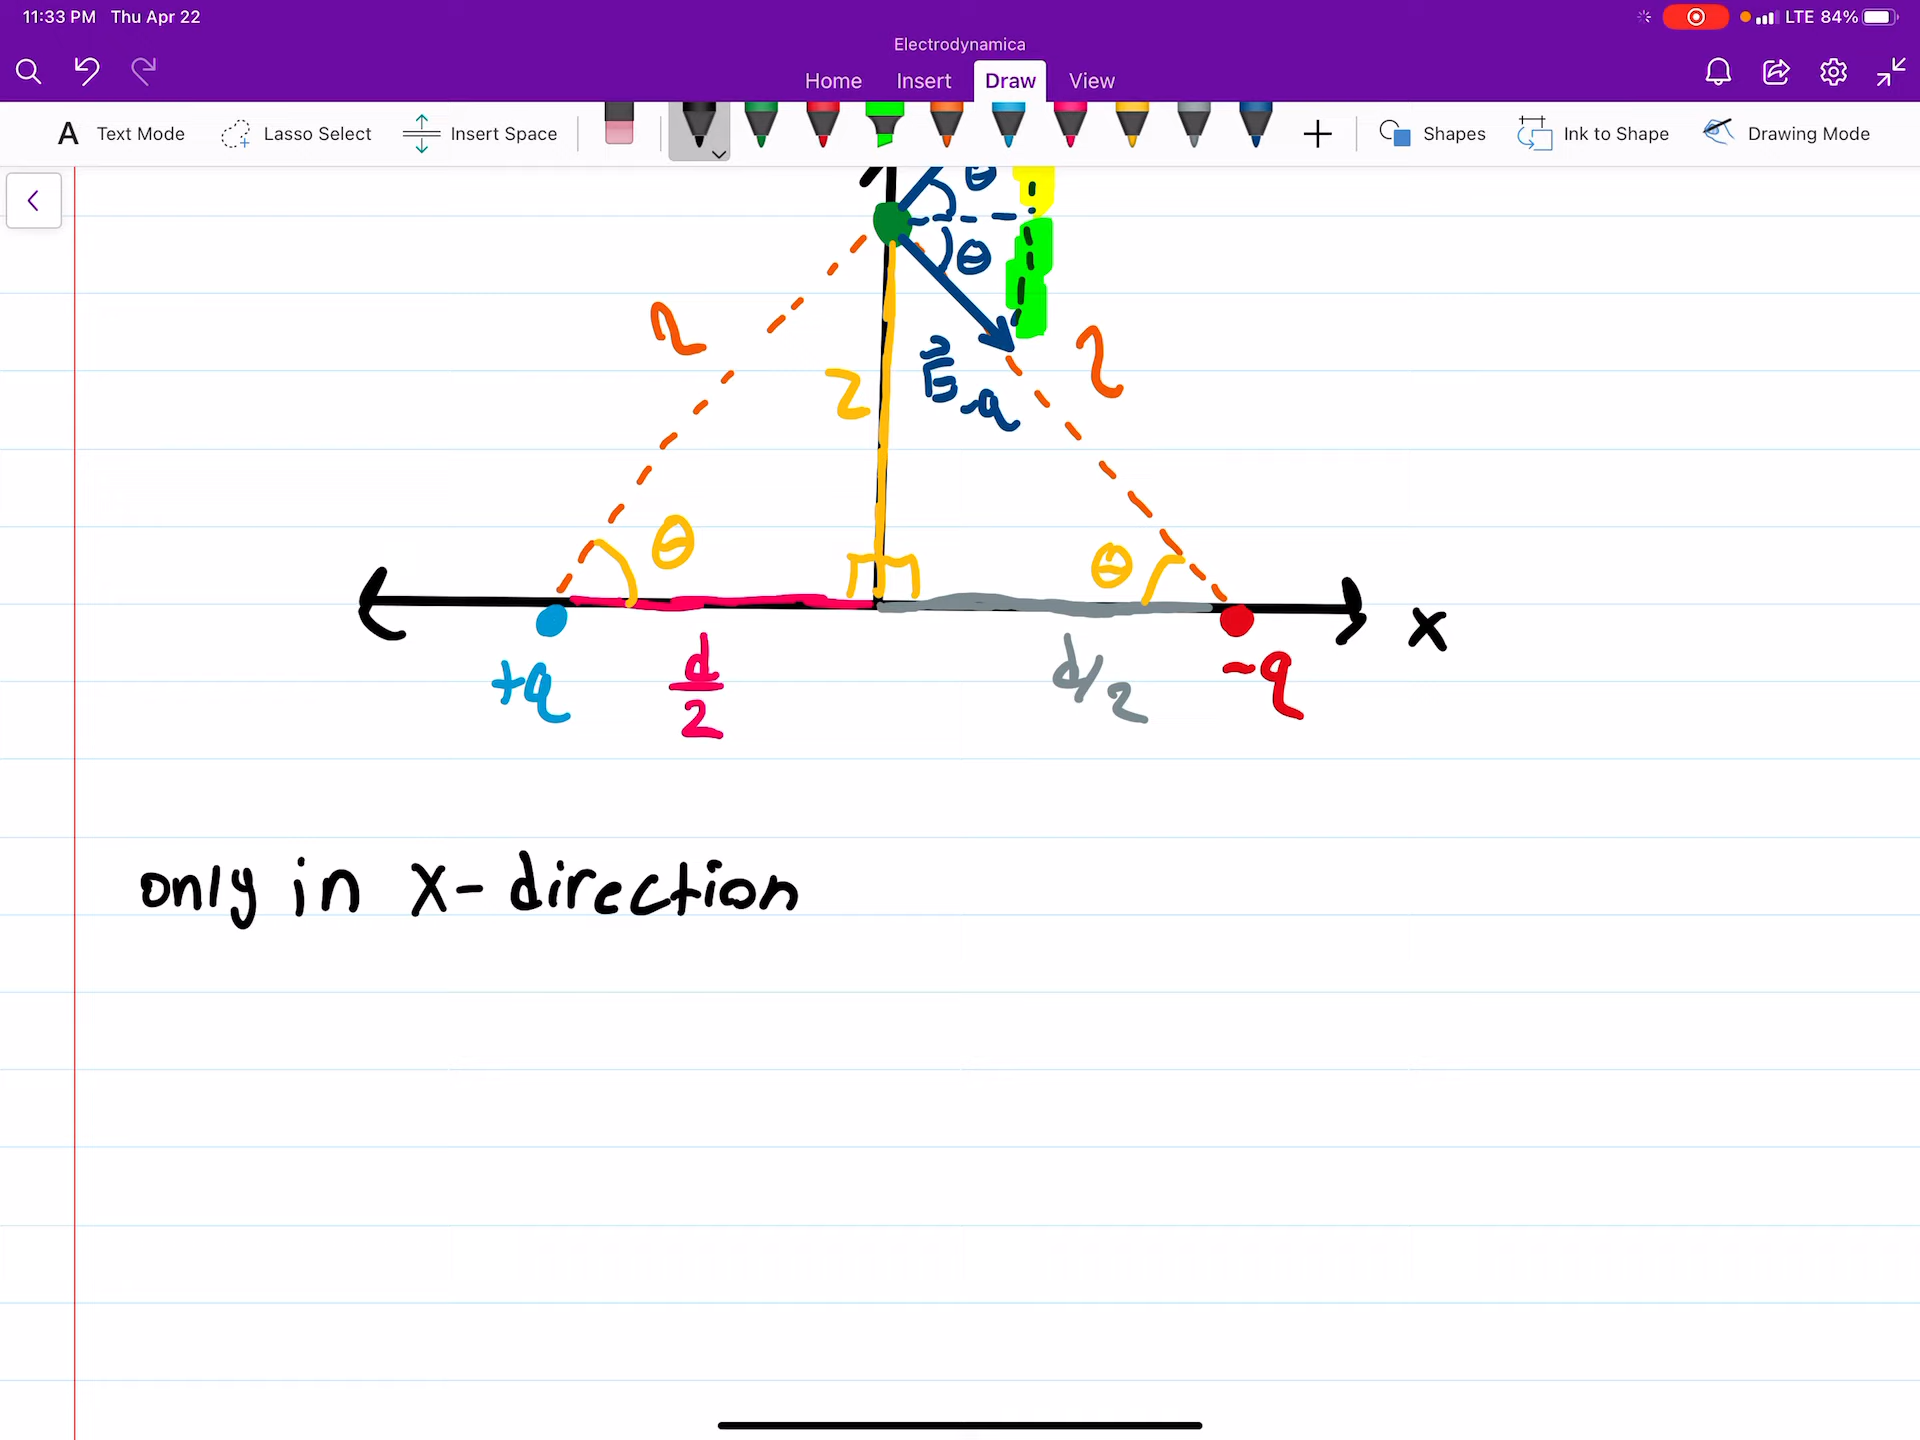 11:33 PM Thu Apr 22
LTE 84%
Electrodynamica
Home Insert Draw View
A Text Mode Lasso Select Insert Space Shapes Ink to Shape Drawing Mode
θ
θ
r
z
E-q
r
θ
θ
x
+q
d/2
d/2
-q
only in x-direction